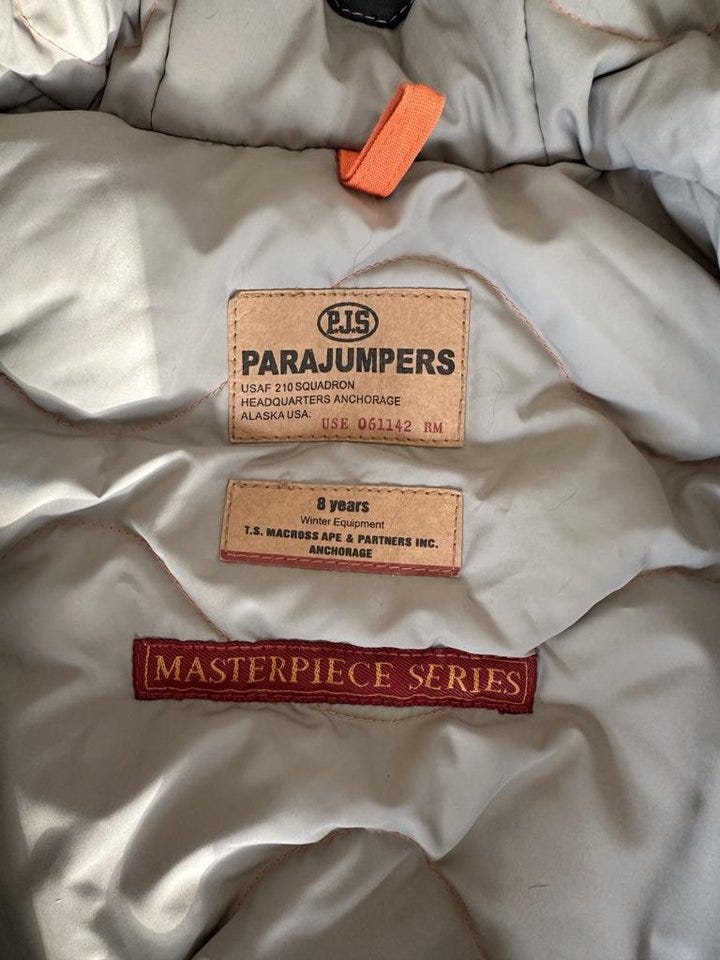 P.J.S
PARAJUMPERS
USAF 210 SQUADRON
HEADQUARTERS ANCHORAGE
ALASKA USA.
USE 061142 RM
8 years
Winter Equipment
T.S. MACROSS APE & PARTNERS INC.
ANCHORAGE
MASTERPIECE SERIES